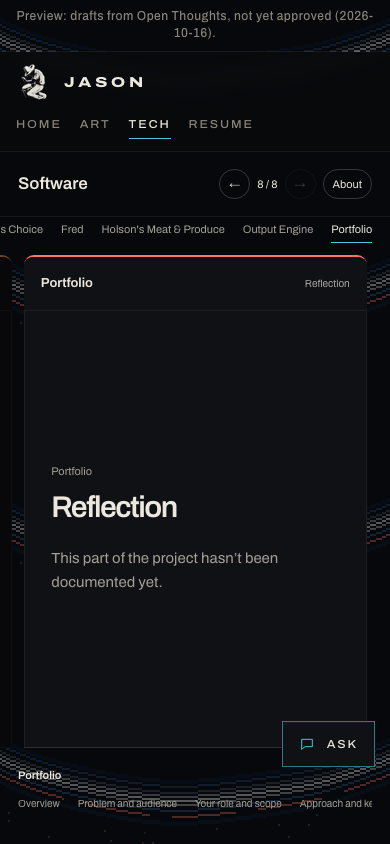 Preview: drafts from Open Thoughts, not yet approved (2026-
10-16).
JASON
HOME ART TECH RESUME
Software
← 8 / 8 → About
s Choice Fred Holson's Meat & Produce Output Engine Portfolio
Portfolio Reflection
Portfolio
Reflection
This part of the project hasn’t been
documented yet.
ASK
Portfolio
Overview Problem and audience Your role and scope Approach and ke